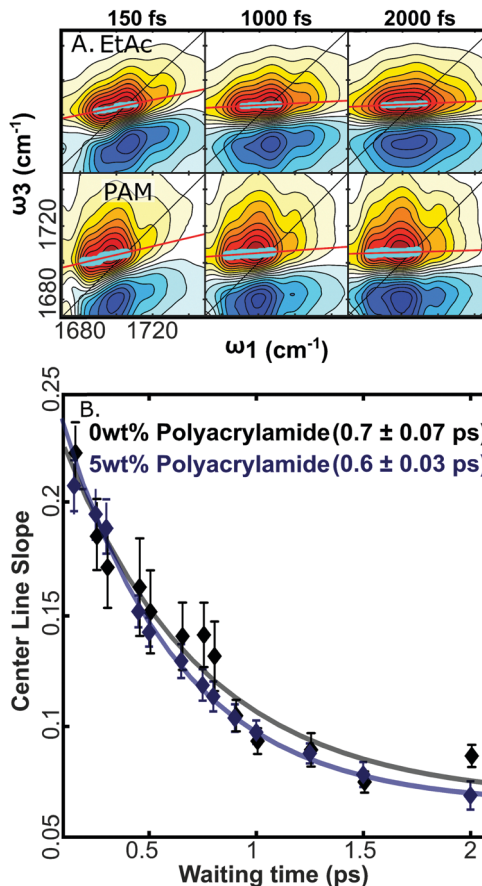 150 fs 1000 fs 2000 fs
A. EtAc
PAM
ω3 (cm-1)
1720
1680
1720
1680
1680 1720
ω1 (cm-1)
B.
0wt% Polyacrylamide (0.7 ± 0.07 ps)
5wt% Polyacrylamide (0.6 ± 0.03 ps)
Center Line Slope
0.25
0.2
0.15
0.1
0.05
0.5 1 1.5 2
Waiting time (ps)